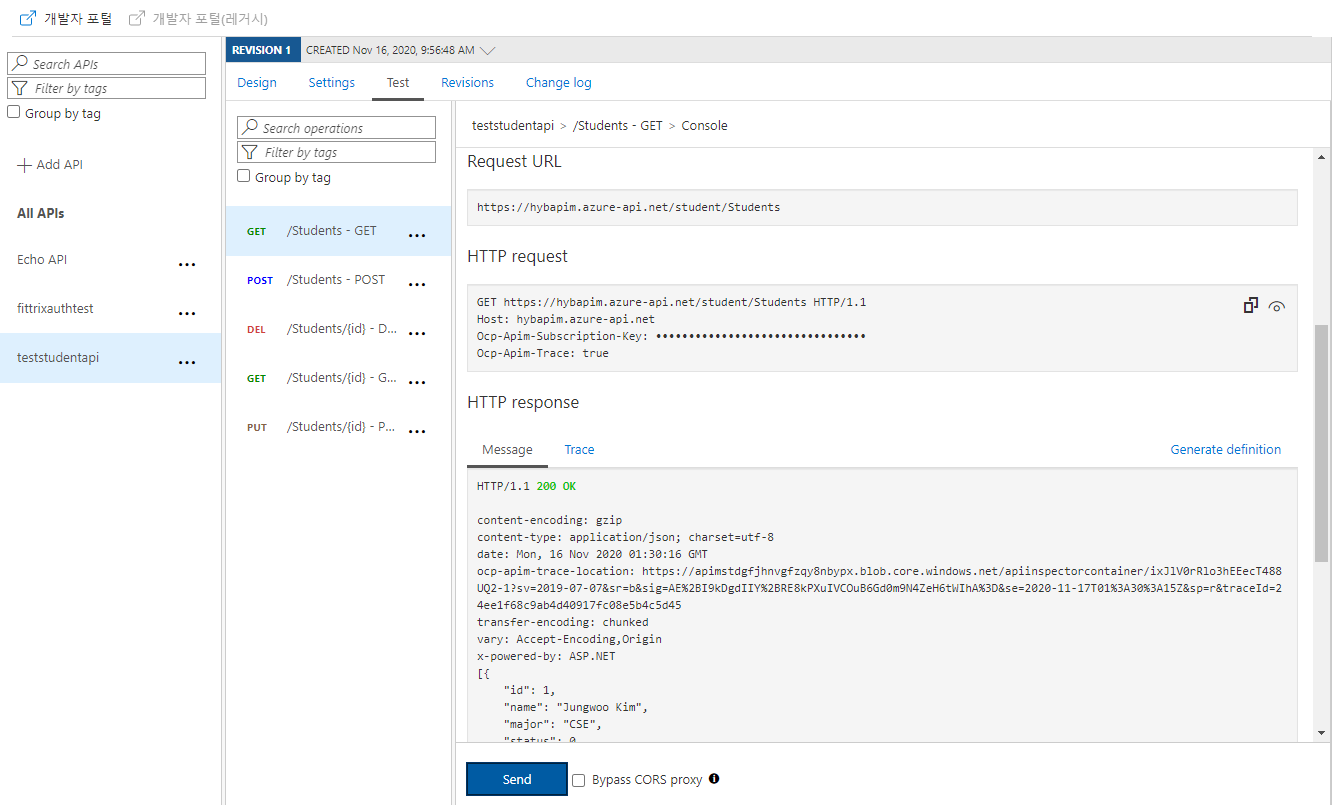 개발자 포털 개발자 포털(레거시)
Search APIs
Filter by tags
Group by tag
Add API
All APIs
Echo API
fittrixauthtest
teststudentapi
REVISION 1 CREATED Nov 16, 2020, 9:56:48 AM
Design Settings Test Revisions Change log
Search operations
Filter by tags
Group by tag
GET /Students - GET
POST /Students - POST
DEL /Students/{id} - D...
GET /Students/{id} - G...
PUT /Students/{id} - P...
teststudentapi > /Students - GET > Console
Request URL
https://hybapim.azure-api.net/student/Students
HTTP request
GET https://hybapim.azure-api.net/student/Students HTTP/1.1
Host: hybapim.azure-api.net
Ocp-Apim-Subscription-Key: ••••••••••••••••••••••••••••••••
Ocp-Apim-Trace: true
HTTP response
Message Trace Generate definition
HTTP/1.1 200 OK
content-encoding: gzip
content-type: application/json; charset=utf-8
date: Mon, 16 Nov 2020 01:30:16 GMT
ocp-apim-trace-location: https://apimstdgfjhnvgfzqy8nbypx.blob.core.windows.net/apiinspectorcontainer/ixJlV0rRlo3hEEecT488
UQ2-1?sv=2019-07-07&sr=b&sig=AE%2BI9kDgdIIY%2BRE8kPXuIVCOuB6Gd0m9N4ZeH6tWIhA%3D&se=2020-11-17T01%3A30%3A15Z&sp=r&traceId=2
4ee1f68c9ab4d40917fc08e5b4c5d45
transfer-encoding: chunked
vary: Accept-Encoding,Origin
x-powered-by: ASP.NET
[{
"id": 1,
"name": "Jungwoo Kim",
"major": "CSE",
"status": 0
Send Bypass CORS proxy